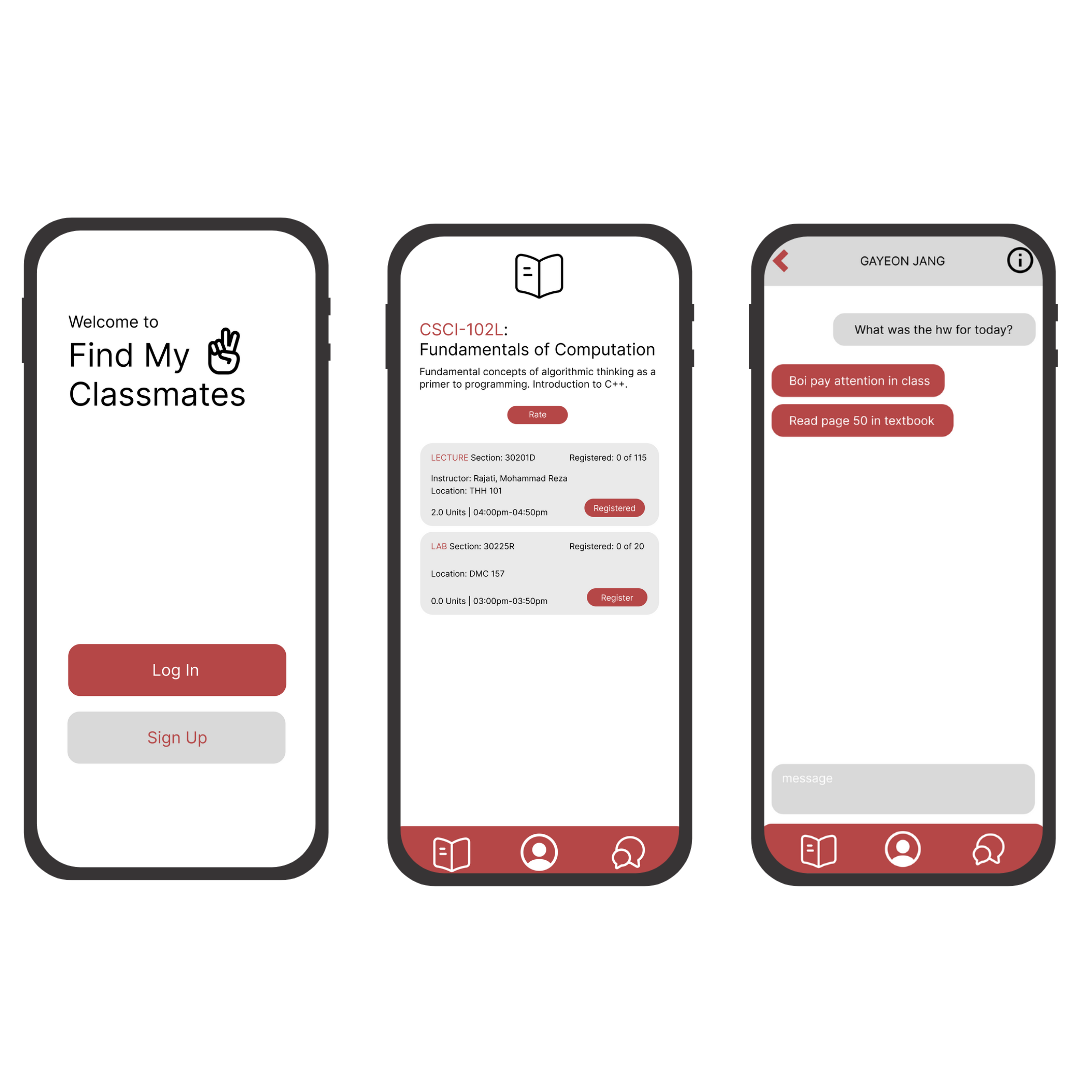 Welcome to
Find My
Classmates
Log In
Sign Up
CSCI-102L:
Fundamentals of Computation
Fundamental concepts of algorithmic thinking as a
primer to programming. Introduction to C++.
Rate
LECTURE Section: 30201D Registered: 0 of 115
Instructor: Rajati, Mohammad Reza
Location: THH 101
2.0 Units | 04:00pm-04:50pm
Registered
LAB Section: 30225R Registered: 0 of 20
Location: DMC 157
0.0 Units | 03:00pm-03:50pm
Register
GAYEON JANG
What was the hw for today?
Boi pay attention in class
Read page 50 in textbook
message